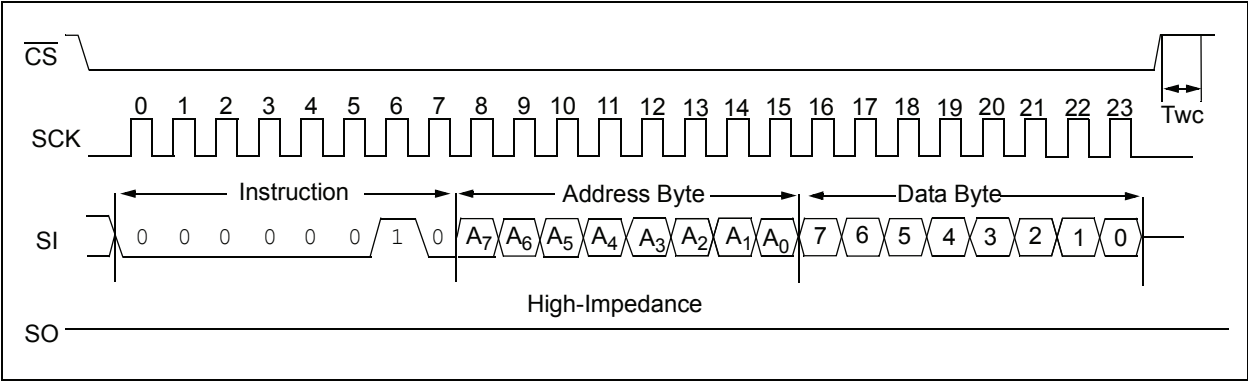 CS
0 1 2 3 4 5 6 7 8 9 10 11 12 13 14 15 16 17 18 19 20 21 22 23
Twc
SCK
Instruction Address Byte Data Byte
SI 0 0 0 0 0 0 1 0 A7 A6 A5 A4 A3 A2 A1 A0 7 6 5 4 3 2 1 0
High-Impedance
SO